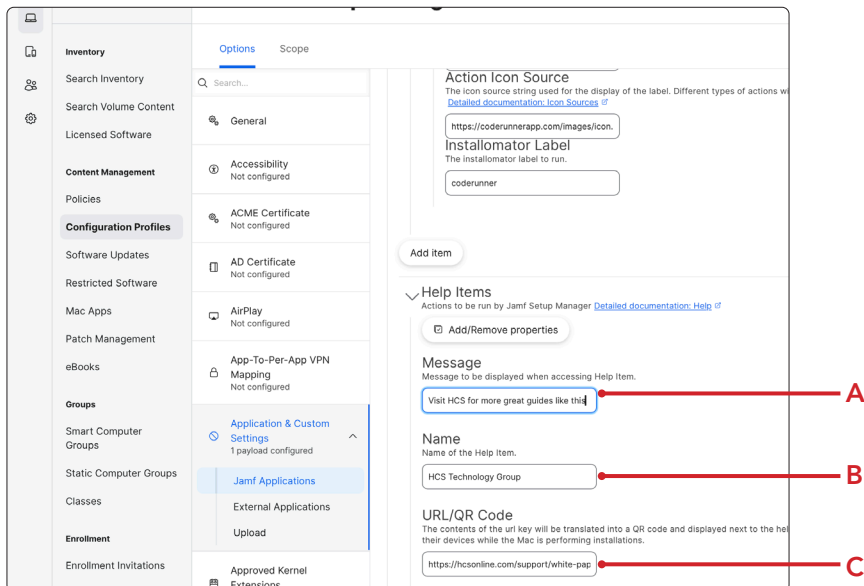 Inventory
Search Inventory
Search Volume Content
Licensed Software
Content Management
Policies
Configuration Profiles
Software Updates
Restricted Software
Mac Apps
Patch Management
eBooks
Groups
Smart Computer
Groups
Static Computer Groups
Classes
Enrollment
Enrollment Invitations
Options
Scope
Search...
General
Accessibility
Not configured
ACME Certificate
Not configured
AD Certificate
Not configured
AirPlay
Not configured
App-To-Per-App VPN
Mapping
Not configured
Application & Custom
Settings
1 payload configured
Jamf Applications
External Applications
Upload
Approved Kernel
Extensions
Action Icon Source
The icon source string used for the display of the label. Different types of actions wi
Detailed documentation: Icon Sources
https://coderunnerapp.com/images/icon.
Installomator Label
The installomator label to run.
coderunner
Add item
Help Items
Actions to be run by Jamf Setup Manager Detailed documentation: Help
Add/Remove properties
Message
Message to be displayed when accessing Help Item.
Visit HCS for more great guides like this
A
Name
Name of the Help Item.
HCS Technology Group
B
URL/QR Code
The contents of the url key will be translated into a QR code and displayed next to the hel
their devices while the Mac is performing installations.
https://hcsonline.com/support/white-pap
C